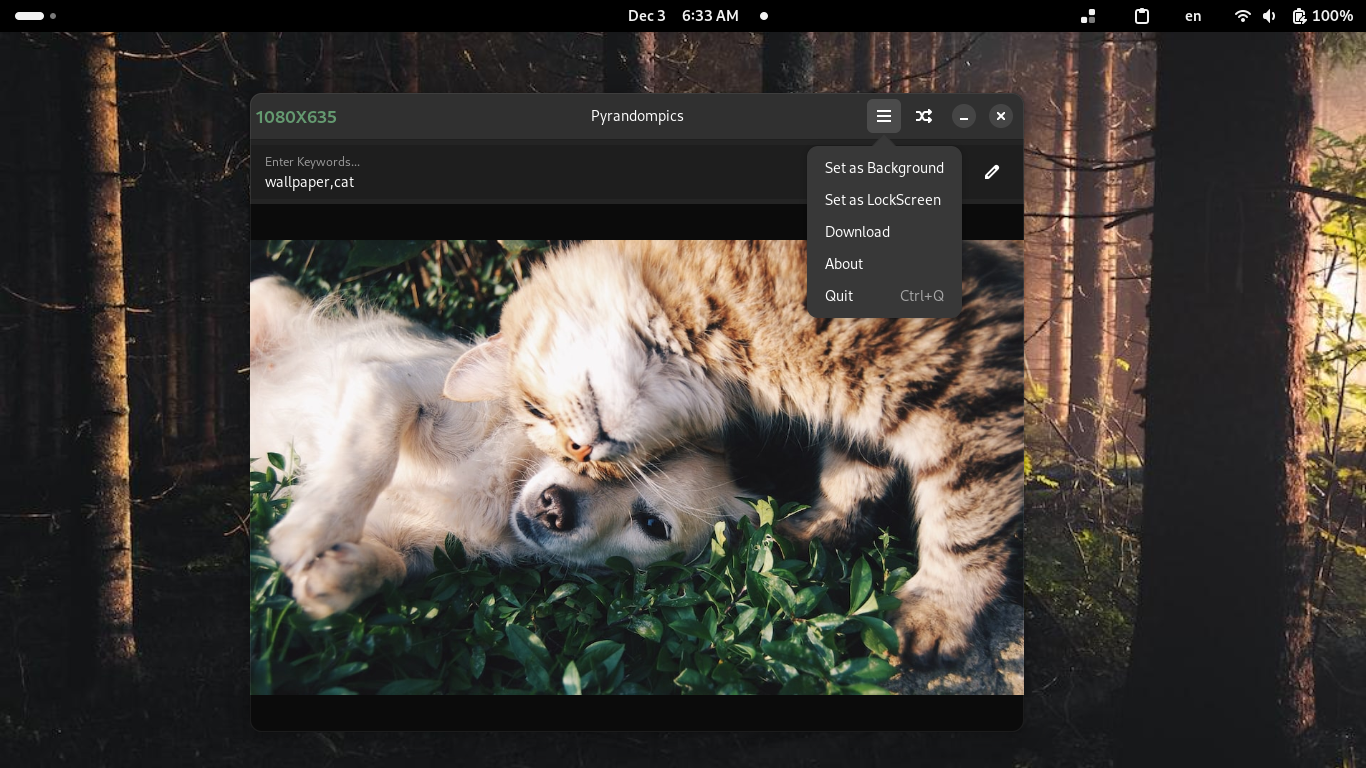 Dec 3 6:33 AM
en
100%
1080X635
Pyrandompics
Enter Keywords...
wallpaper,cat
Set as Background
Set as LockScreen
Download
About
Quit Ctrl+Q